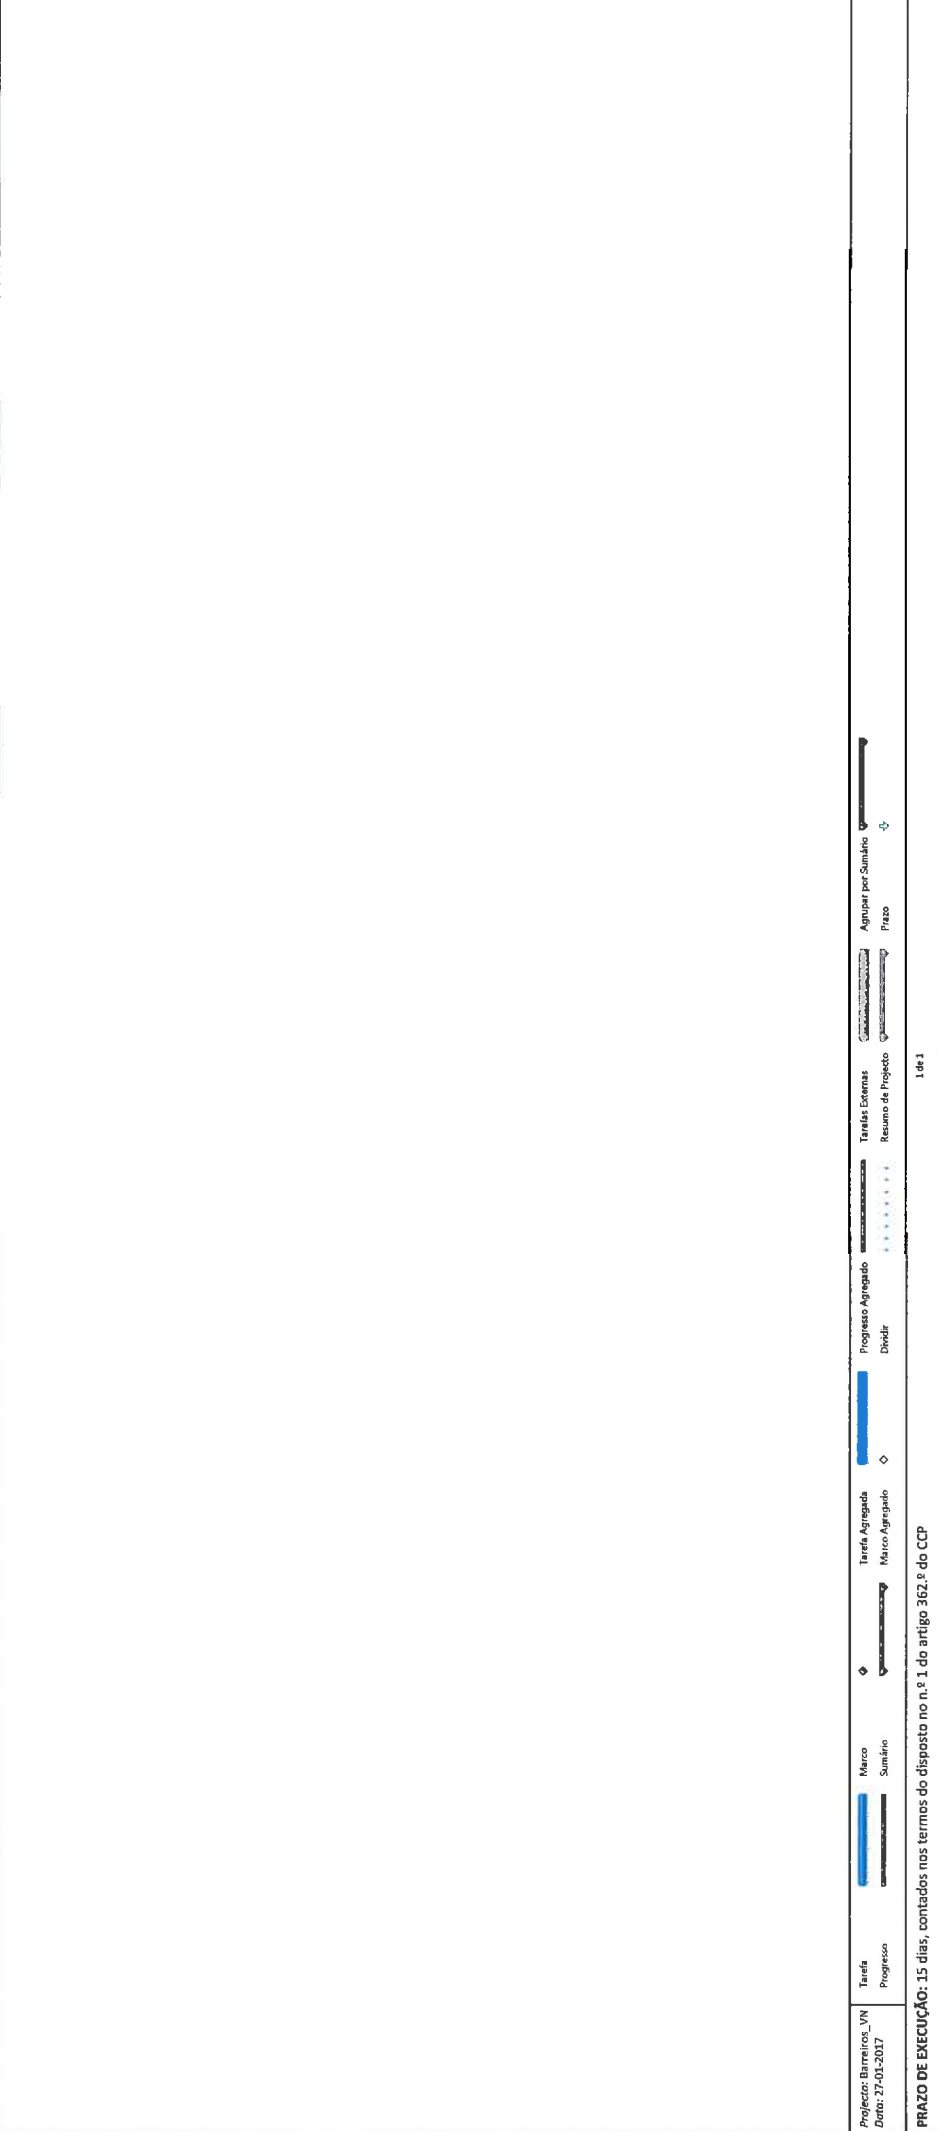 Projecto: Barreiros_VN
Data: 27-01-2017
Tarefa
Progresso
Marco
Sumário
Tarefa Agregada
Marco Agregado
Progresso Agregado
Dividir
Tarefas Externas
Resumo de Projecto
Agrupar por Sumário
Prazo
PRAZO DE EXECUÇÃO: 15 dias, contados nos termos do disposto no n.º 1 do artigo 362.º do CCP
1 de 1